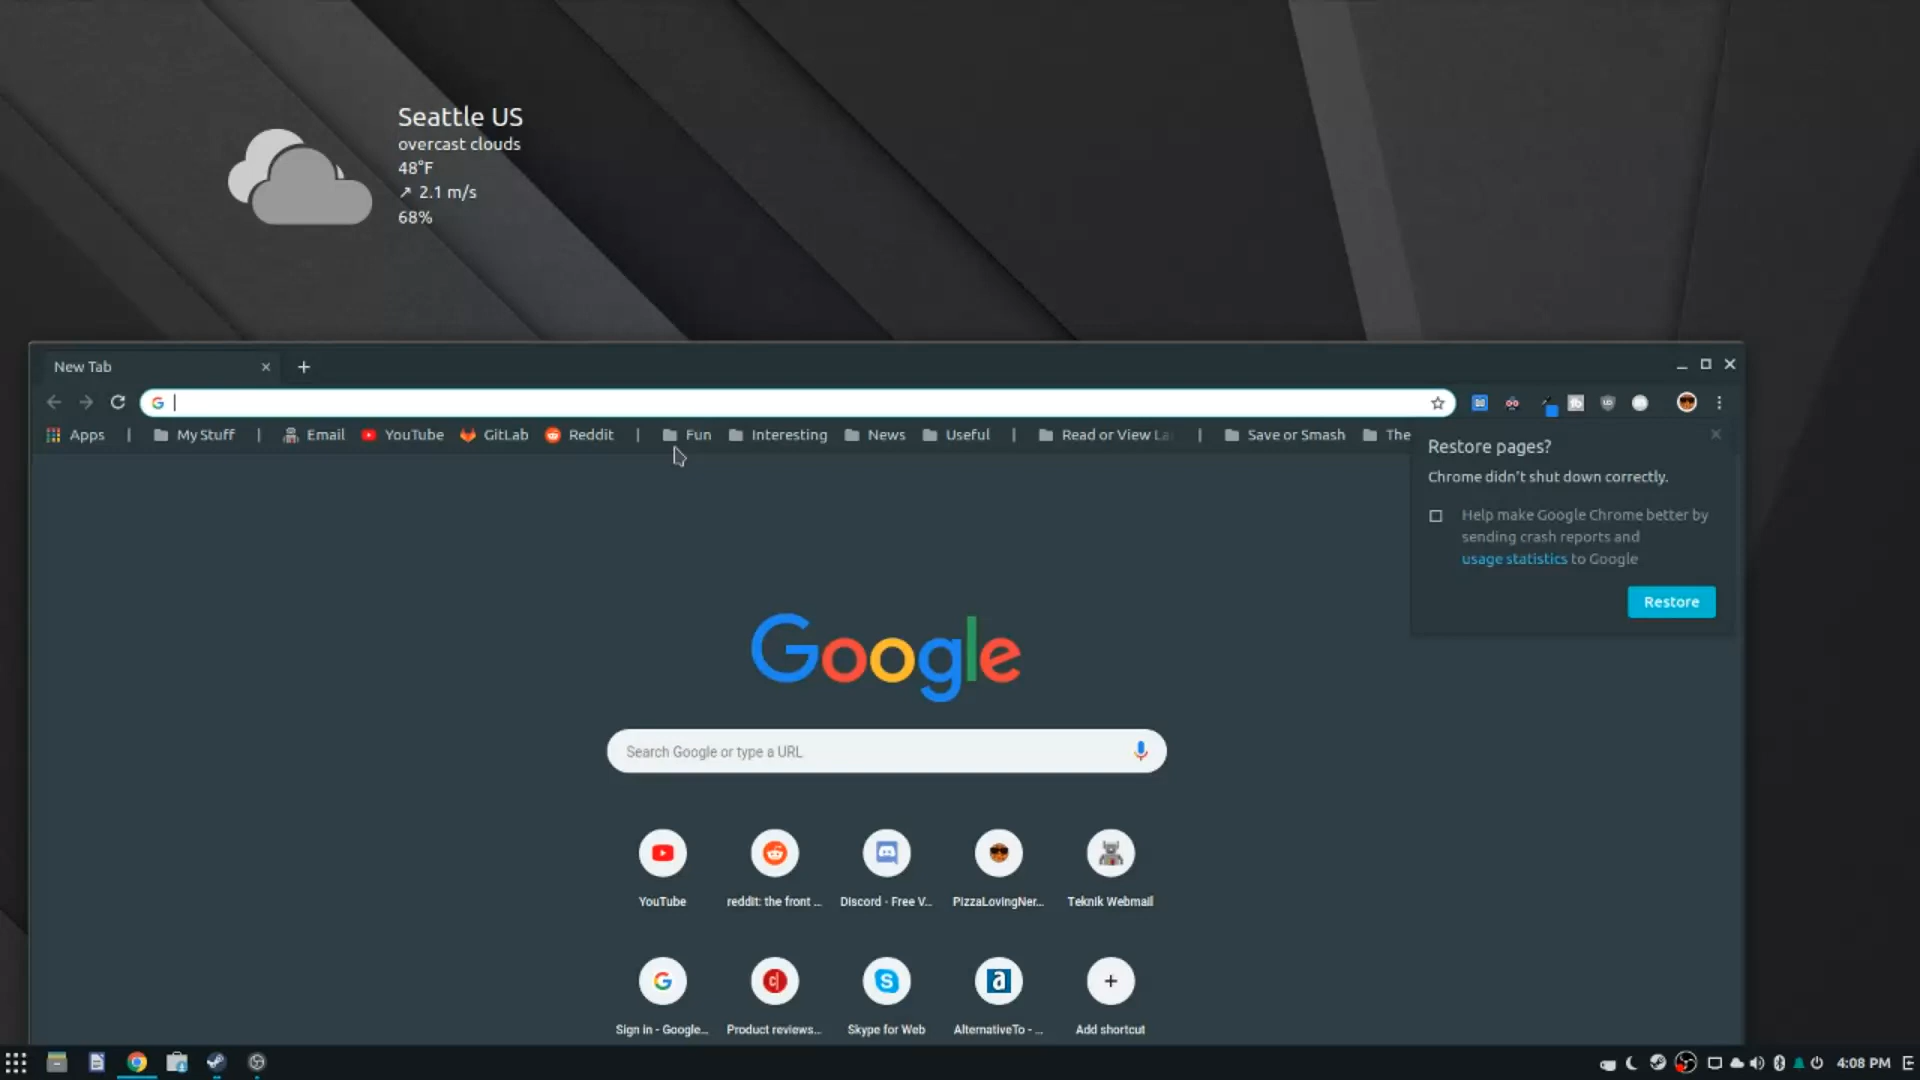 Seattle US
overcast clouds
48°F
↗ 2.1 m/s
68%
New Tab
Apps | My Stuff | Email YouTube GitLab Reddit | Fun Interesting News Useful | Read or View La | Save or Smash The
Restore pages?
Chrome didn't shut down correctly.
Help make Google Chrome better by
sending crash reports and
usage statistics to Google
Restore
Google
Search Google or type a URL
YouTube
reddit: the front ...
Discord - Free V...
PizzaLovingNer...
Teknik Webmail
Sign in - Google...
Product reviews...
Skype for Web
AlternativeTo - ...
Add shortcut
4:08 PM